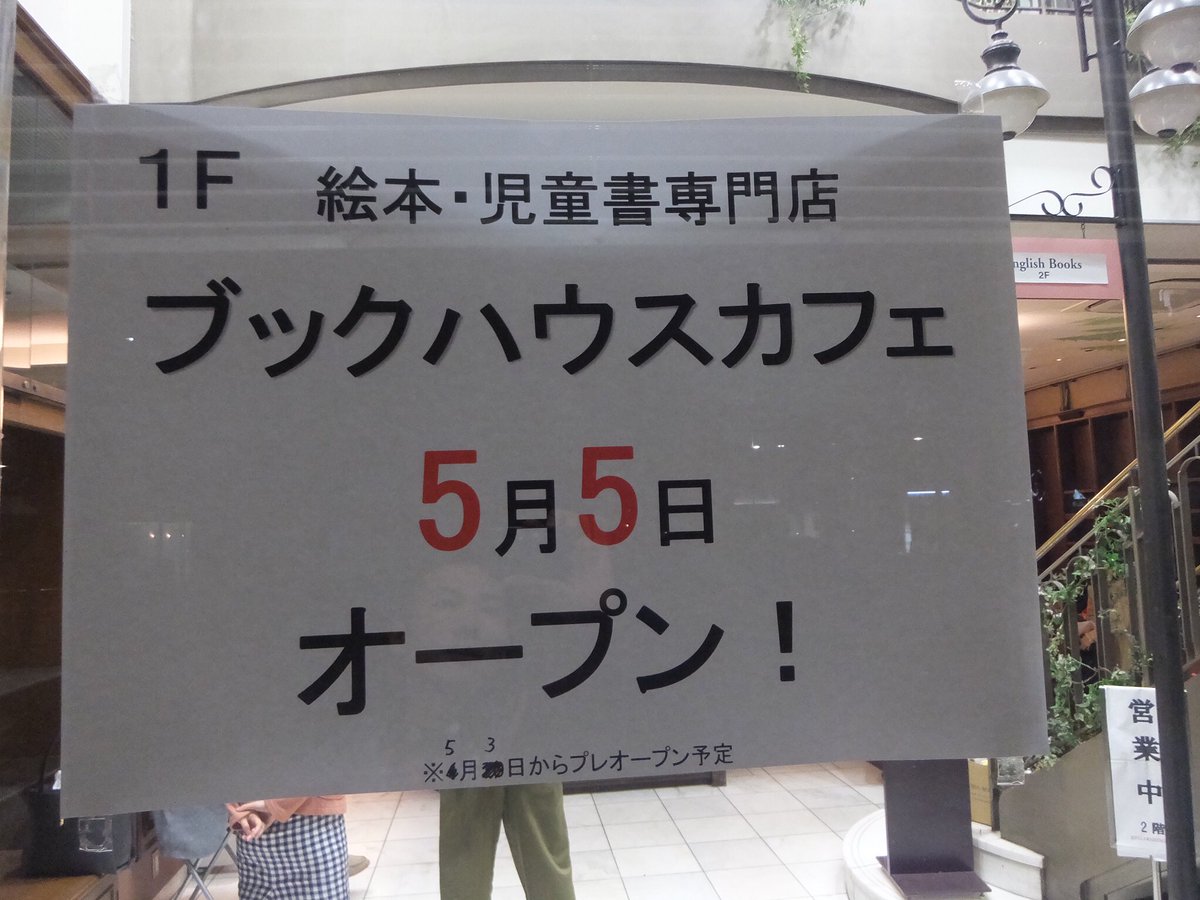 1F 絵本・児童書専門店
ブックハウスカフェ
5月5日
オープン！
5 3
※4月日からプレオープン予定
nglish Books
2F
営業中
2階